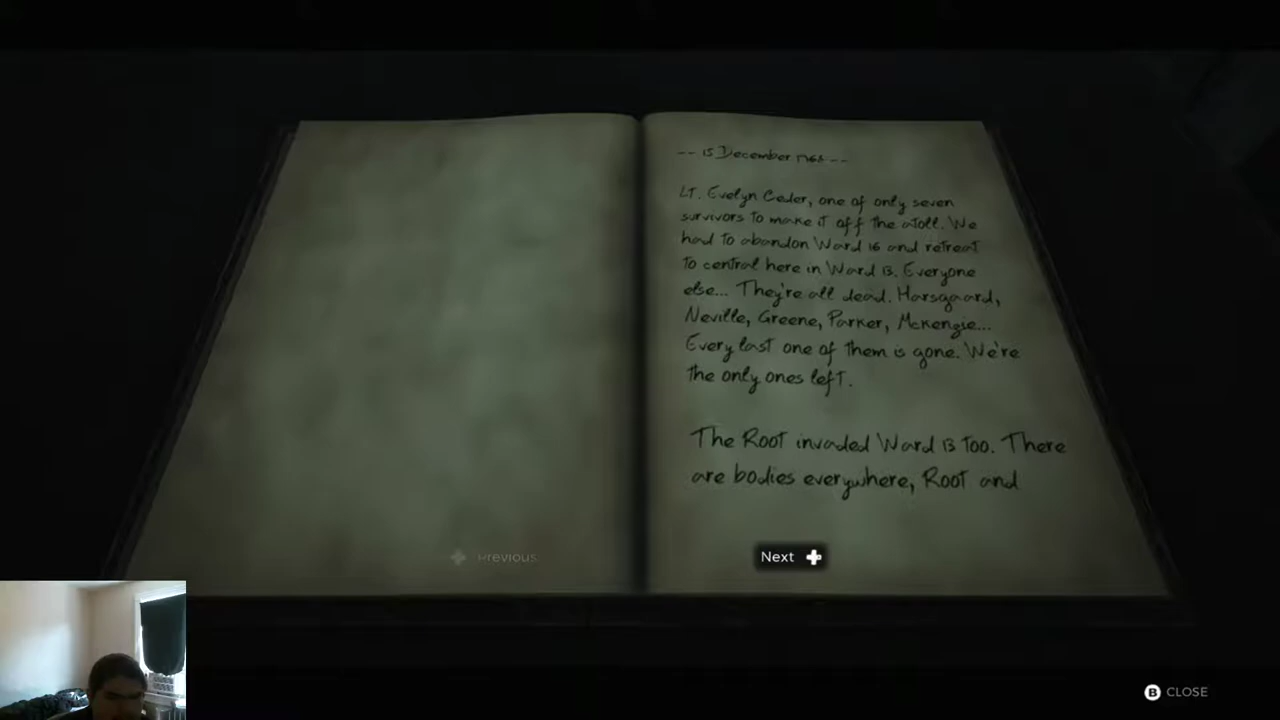 -- 15 December 1968 --
LT. Evelyn Ceder, one of only seven
survivors to make it off the atoll. We
had to abandon Ward 16 and retreat
to central here in Ward 13. Everyone
else... They're all dead. Harsgaard,
Neville, Greene, Parker, McKenzie...
Every last one of them is gone. We're
the only ones left.
The Root invaded Ward 13 too. There
are bodies everywhere, Root and
Previous
Next
B CLOSE